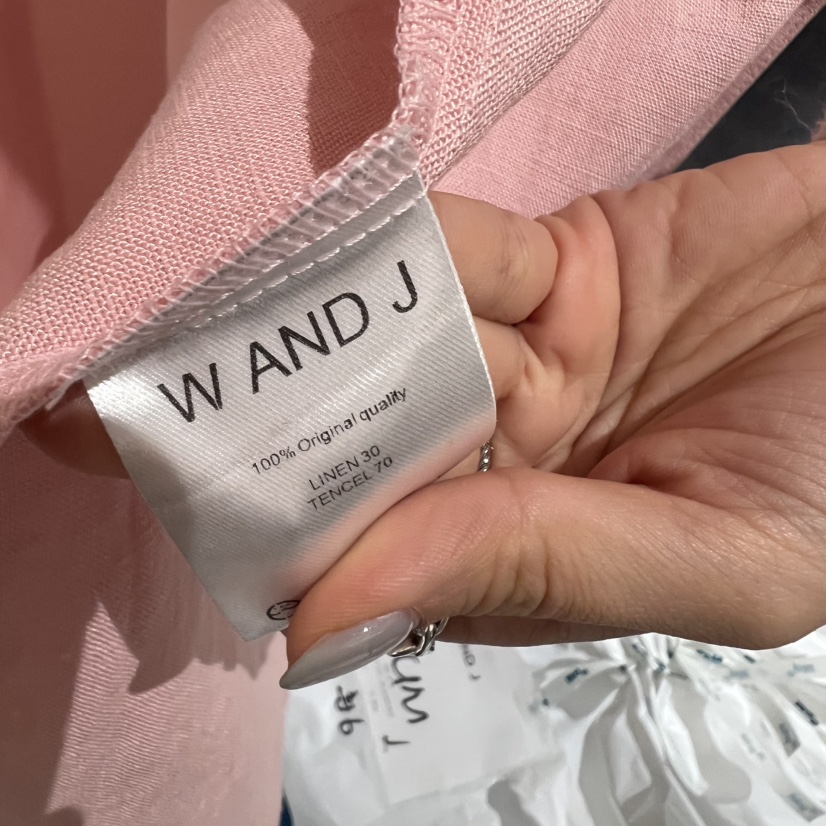 W AND J
100% Original quality
LINEN 30
TENCEL 70